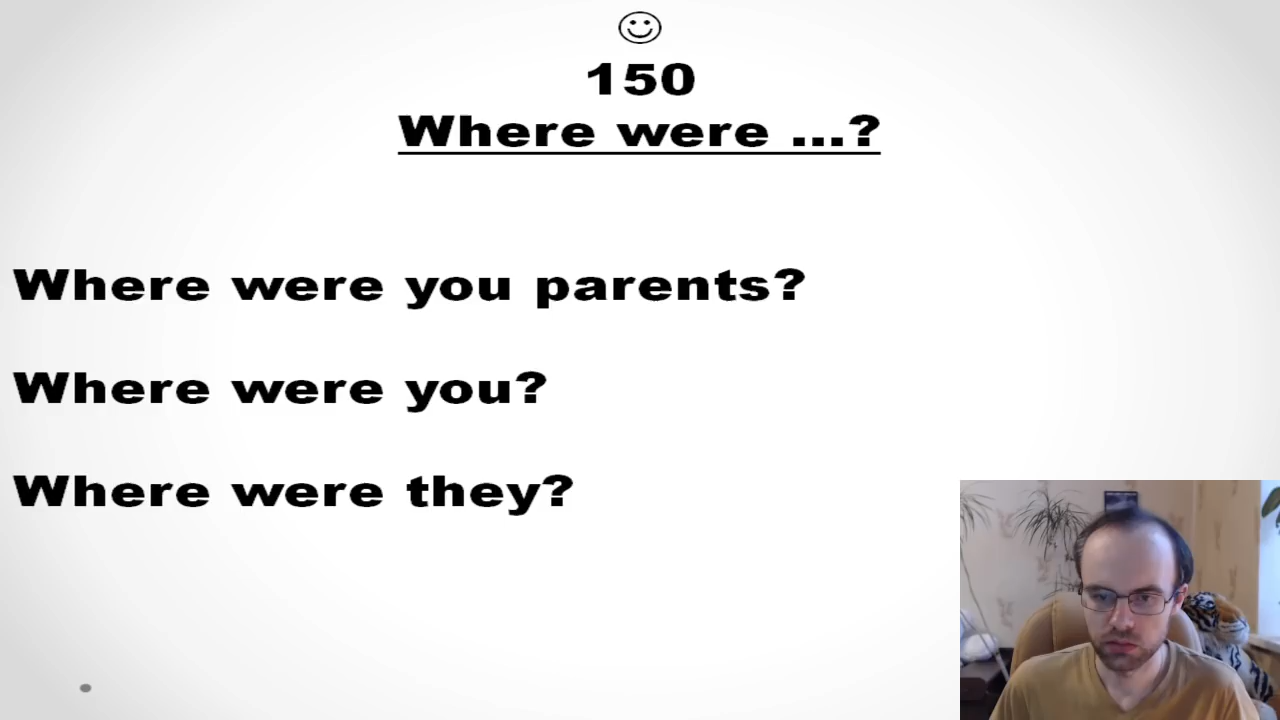 ☺
150
Where were ...?
Where were you parents?
Where were you?
Where were they?